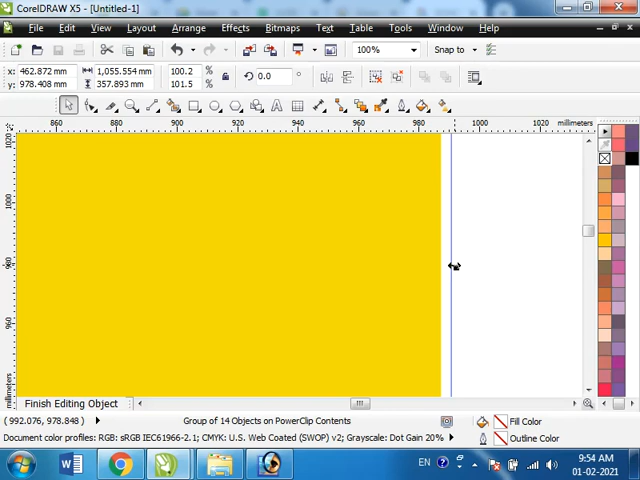 CorelDRAW X5 - [Untitled-1]
File Edit View Layout Arrange Effects Bitmaps Text Table Tools Window Help
100% Snap to
x: 462.872 mm 1,055.554 mm 100.2 %
y: 978.408 mm 357.893 mm 101.5 % 0.0 °
860 880 900 920 940 960 980 1000 1020 millimeters
1020
1000
980
960
millimeters
Finish Editing Object
(992.076, 978.848) Group of 14 Objects on PowerClip Contents Fill Color
Document color profiles: RGB: sRGB IEC61966-2.1; CMYK: U.S. Web Coated (SWOP) v2; Grayscale: Dot Gain 20% Outline Color
EN 9:54 AM
01-02-2021